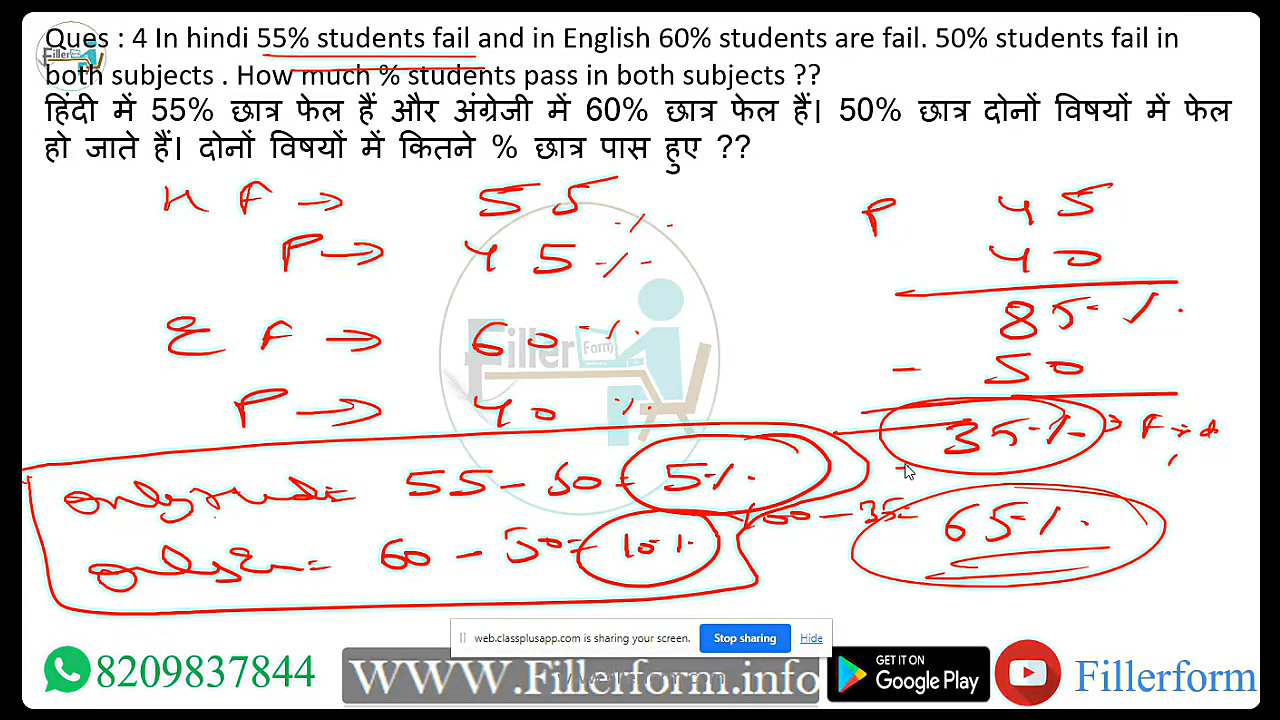 Ques : 4 In hindi 55% students fail and in English 60% students are fail. 50% students fail in
both subjects . How much % students pass in both subjects ??
हिंदी में 55% छात्र फेल हैं और अंग्रेजी में 60% छात्र फेल हैं। 50% छात्र दोनों विषयों में फेल
हो जाते हैं। दोनों विषयों में कितने % छात्र पास हुए ??
H F → 55%
P → 45%
E F → 60%
P → 40%
P 45
40
85%
- 50
35% → F
100 - 35 = 65%
55 - 50 = 5%
60 - 50 = 10%
Filler Form
web.classplusapp.com is sharing your screen. Stop sharing Hide
8209837844
WWW.Fillerform.info
GET IT ON
Google Play
Fillerform